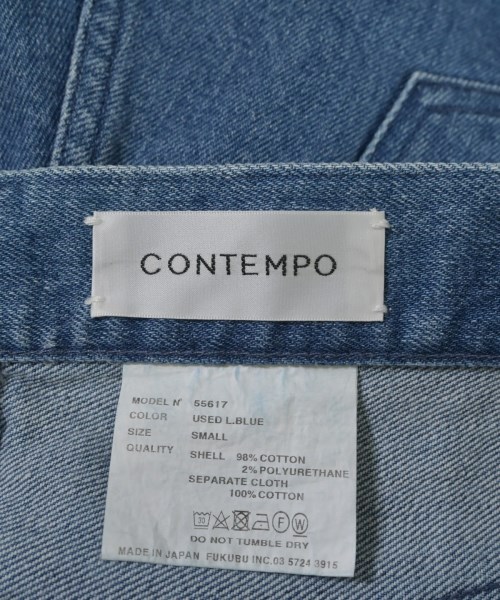 CONTEMPO
MODEL Nº 55617
COLOR USED L.BLUE
SIZE SMALL
QUALITY SHELL 98% COTTON
2% POLYURETHANE
SEPARATE CLOTH
100% COTTON
DO NOT TUMBLE DRY
MADE IN JAPAN FUKUBU INC.03 5724 3915